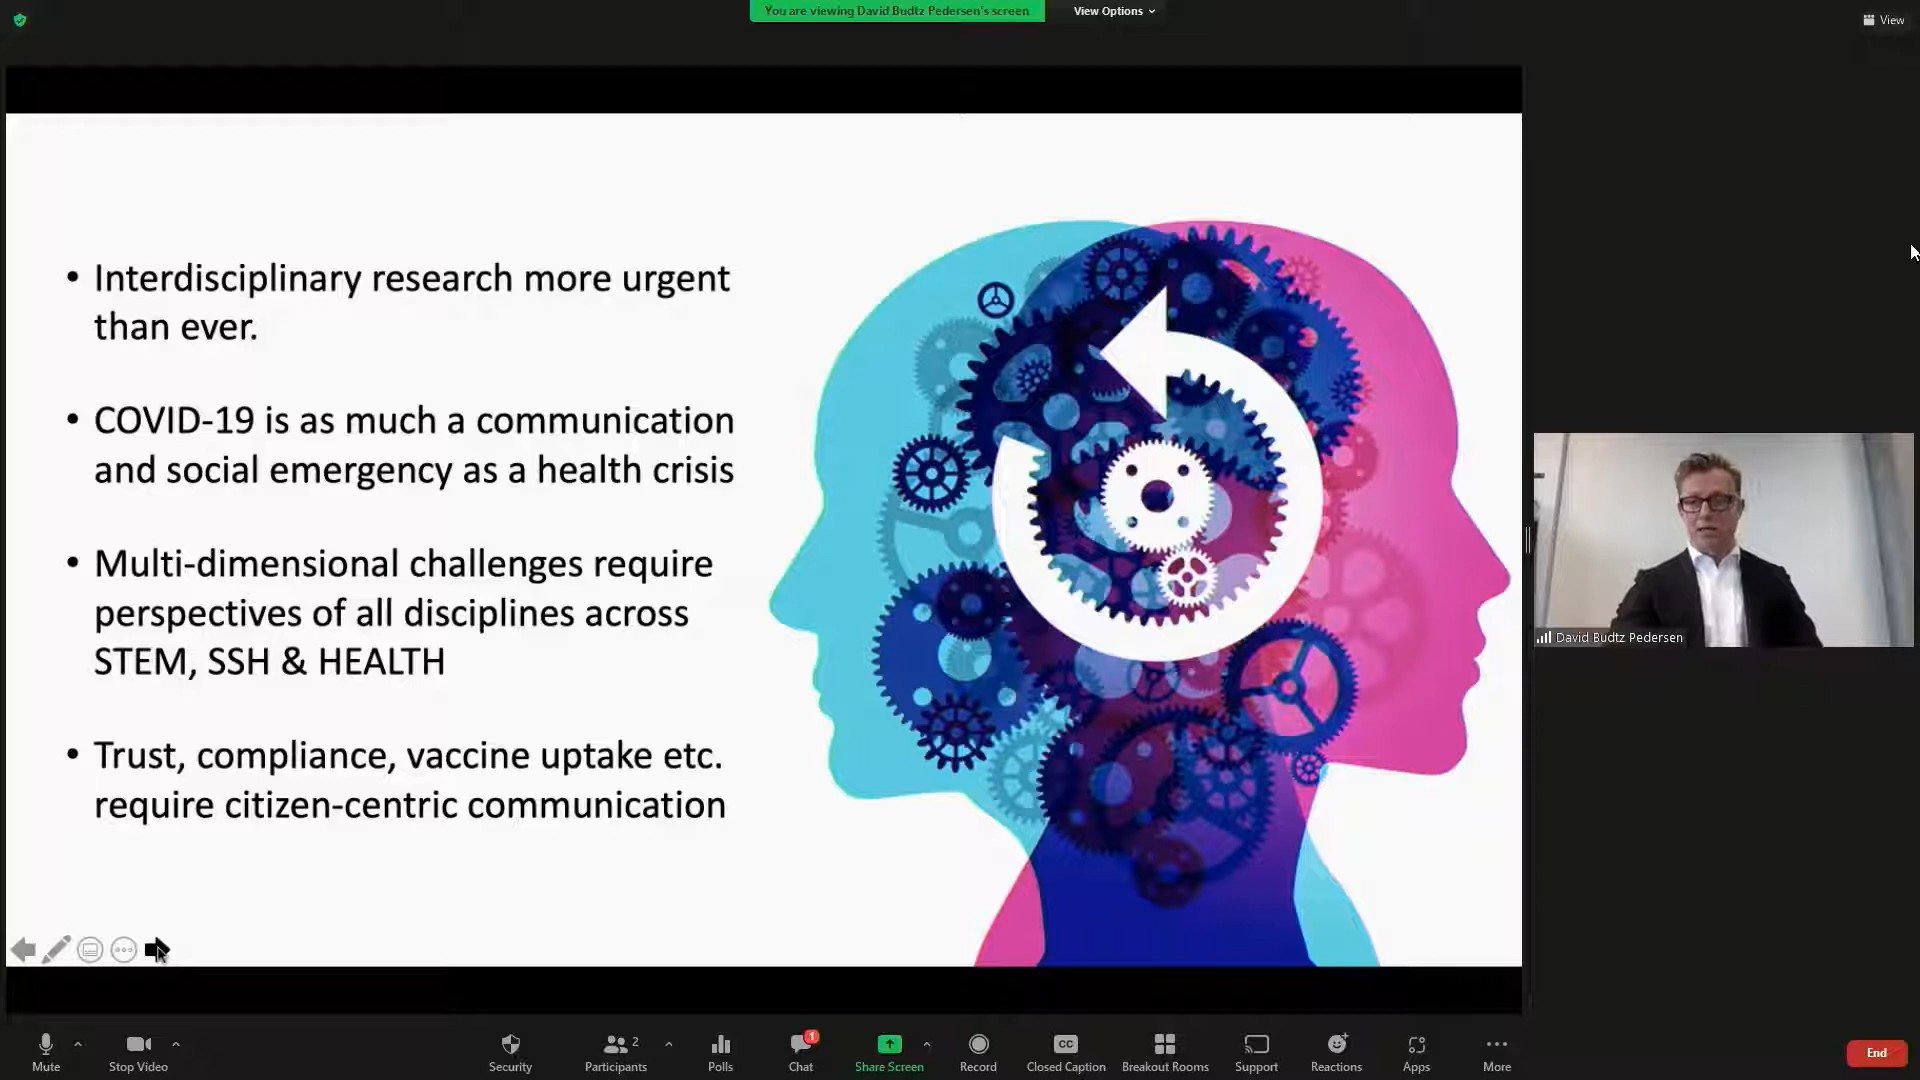 You are viewing David Budtz Pedersen's screen
View Options
View
• Interdisciplinary research more urgent
than ever.
• COVID-19 is as much a communication
and social emergency as a health crisis
• Multi-dimensional challenges require
perspectives of all disciplines across
STEM, SSH & HEALTH
• Trust, compliance, vaccine uptake etc.
require citizen-centric communication
David Budtz Pedersen
Mute
Stop Video
Security
2
Participants
Polls
1
Chat
Share Screen
Record
CC
Closed Caption
Breakout Rooms
Support
Reactions
Apps
More
End